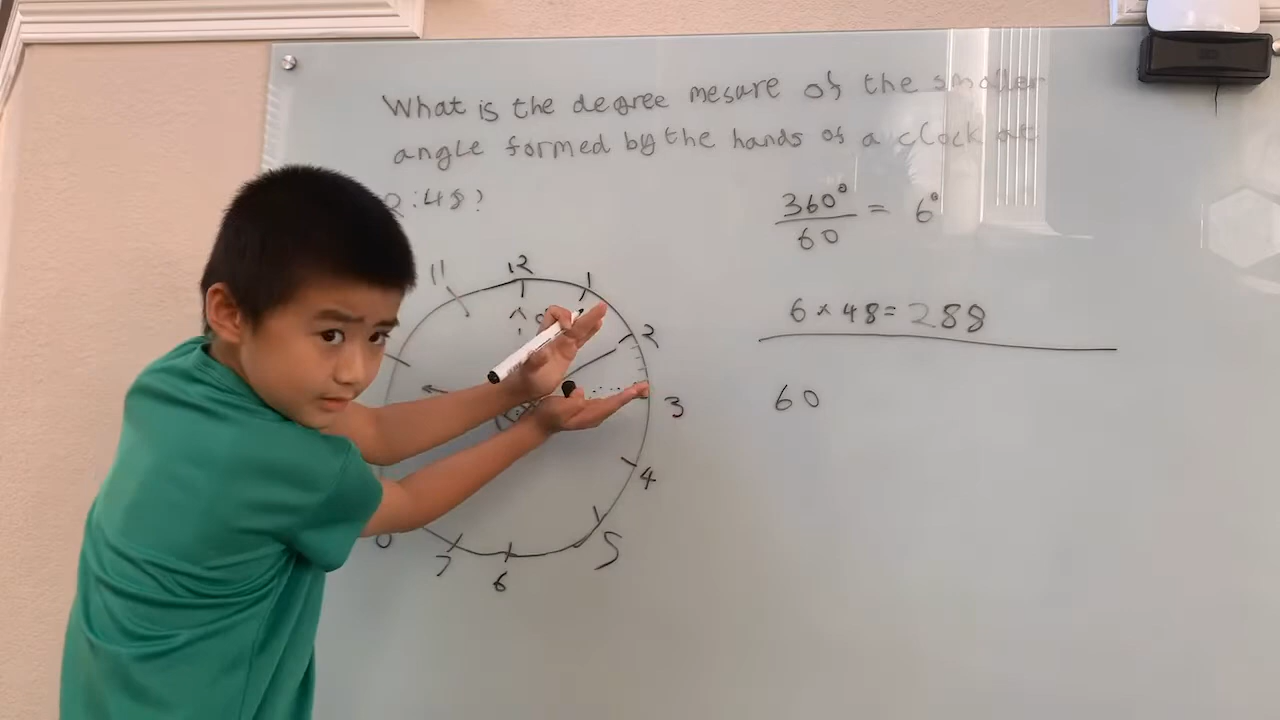 What is the degree mesure of the smaller
angle formed by the hands of a clock at
2:48?
360° / 60 = 6°
6 × 48 = 288
60
11
12
1
2
3
4
5
6
7